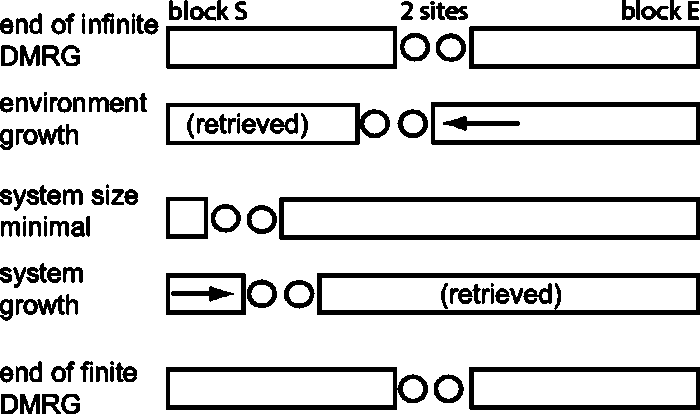 block S 2 sites block E
end of infinite
DMRG
environment
growth
(retrieved)
system size
minimal
system
growth
(retrieved)
end of finite
DMRG